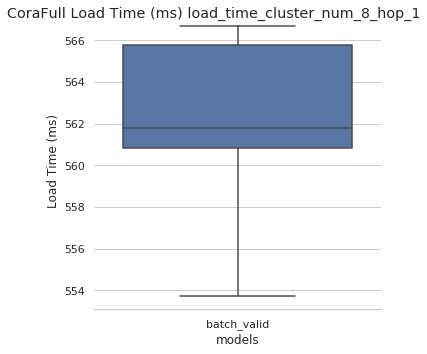 CoraFull Load Time (ms) load_time_cluster_num_8_hop_1
566
564
562
560
558
556
554
Load Time (ms)
batch_valid
models